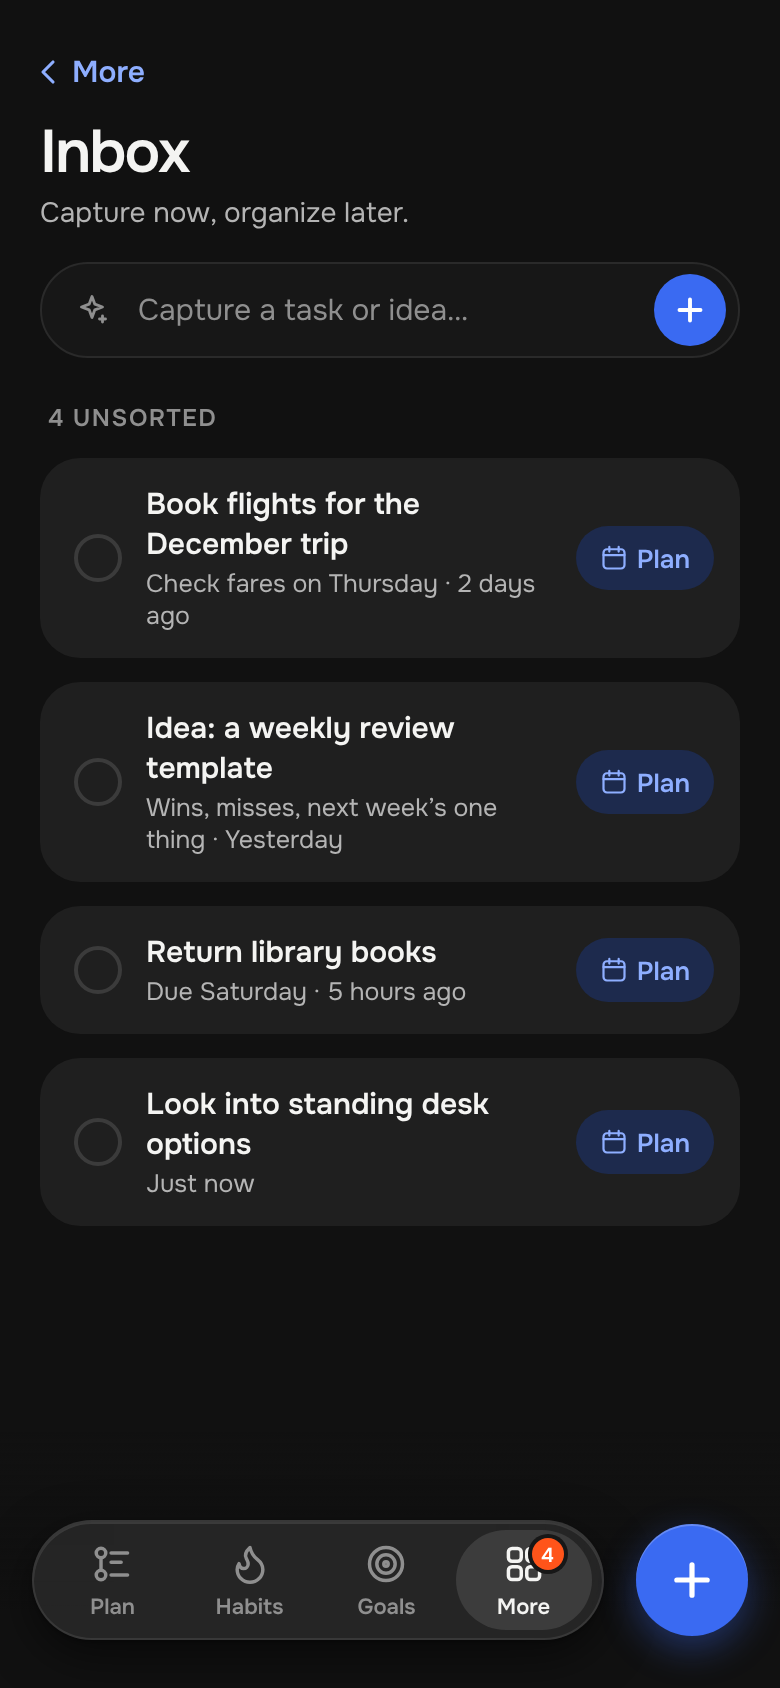 More
Inbox
Capture now, organize later.
Capture a task or idea...
4 UNSORTED
Book flights for the
December trip
Check fares on Thursday · 2 days
ago
Plan
Idea: a weekly review
template
Wins, misses, next week’s one
thing · Yesterday
Plan
Return library books
Due Saturday · 5 hours ago
Plan
Look into standing desk
options
Just now
Plan
4
Plan
Habits
Goals
More